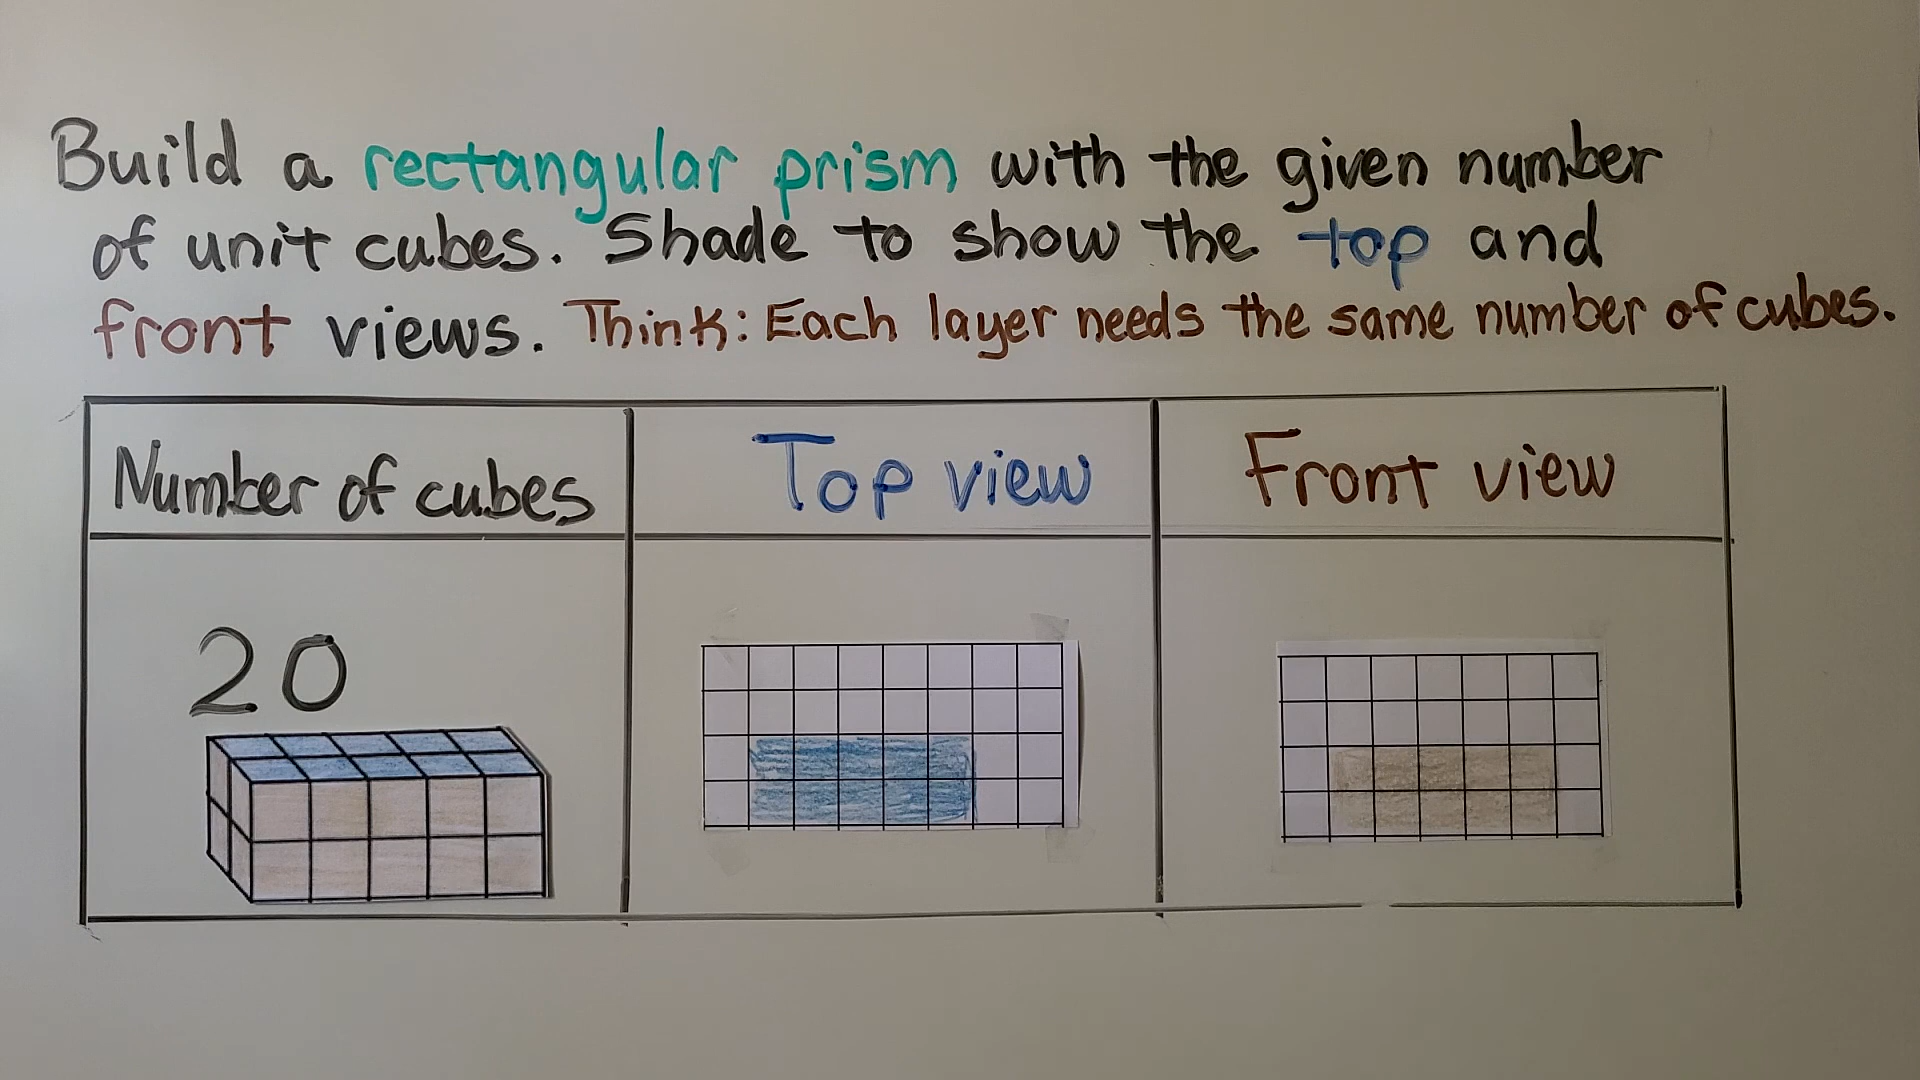 Build a rectangular prism with the given number
of unit cubes. Shade to show the top and
front views. Think: Each layer needs the same number of cubes.
Number of cubes
Top view
Front view
20